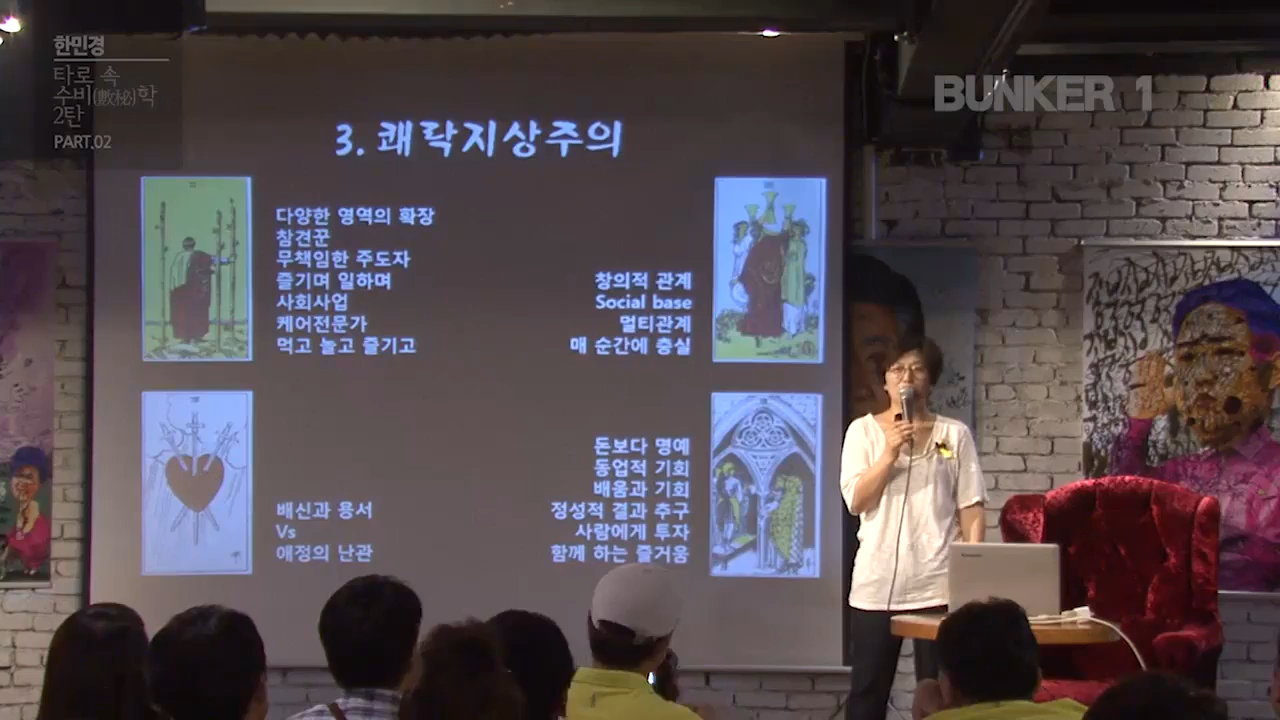 한민경
타로 속
수비(數秘)학
2탄
PART.02
BUNKER 1
3. 쾌락지상주의
다양한 영역의 확장
참견꾼
무책임한 주도자
즐기며 일하며
사회사업
케어전문가
먹고 놀고 즐기고
창의적 관계
Social base
멀티관계
매 순간에 충실
배신과 용서
Vs
애정의 난관
돈보다 명예
동업적 기회
배움과 기회
정성적 결과 추구
사람에게 투자
함께 하는 즐거움